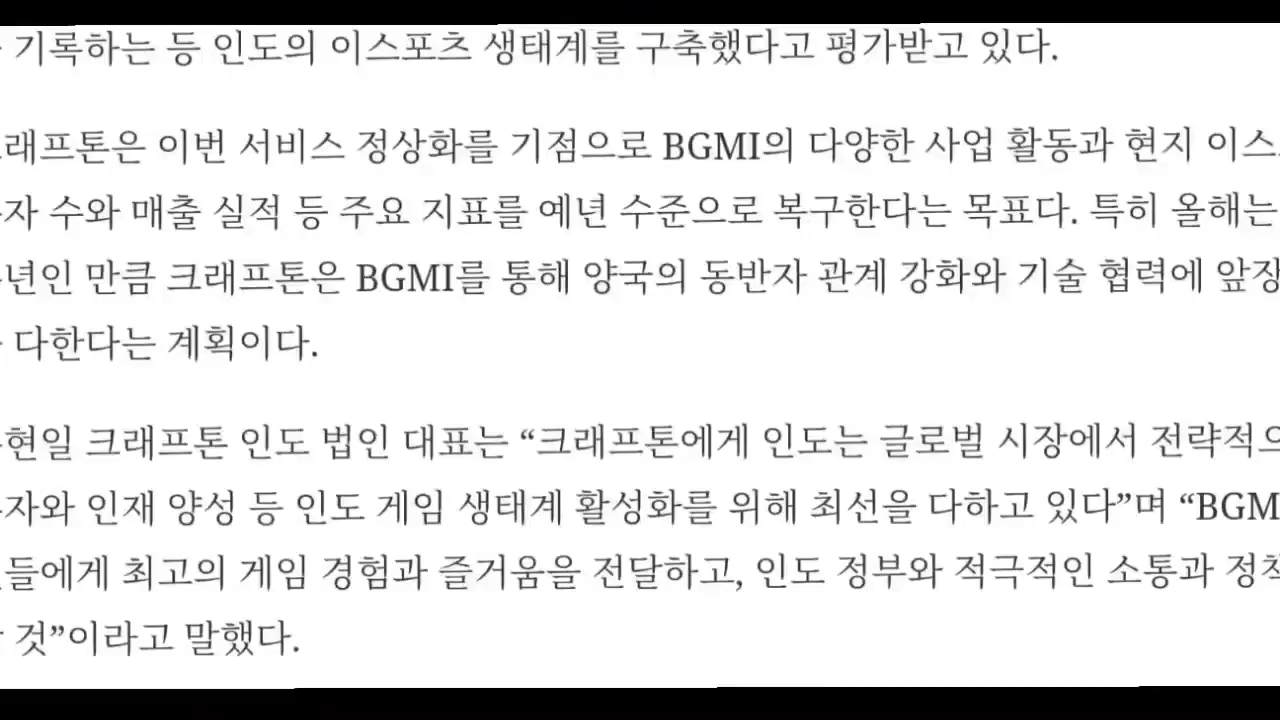 기록하는 등 인도의 이스포츠 생태계를 구축했다고 평가받고 있다.
래프톤은 이번 서비스 정상화를 기점으로 BGMI의 다양한 사업 활동과 현지 이스
자 수와 매출 실적 등 주요 지표를 예년 수준으로 복구한다는 목표다. 특히 올해는
년인 만큼 크래프톤은 BGMI를 통해 양국의 동반자 관계 강화와 기술 협력에 앞장
다한다는 계획이다.
현일 크래프톤 인도 법인 대표는 “크래프톤에게 인도는 글로벌 시장에서 전략적으
자와 인재 양성 등 인도 게임 생태계 활성화를 위해 최선을 다하고 있다”며 “BGM
들에게 최고의 게임 경험과 즐거움을 전달하고, 인도 정부와 적극적인 소통과 정책
것”이라고 말했다.